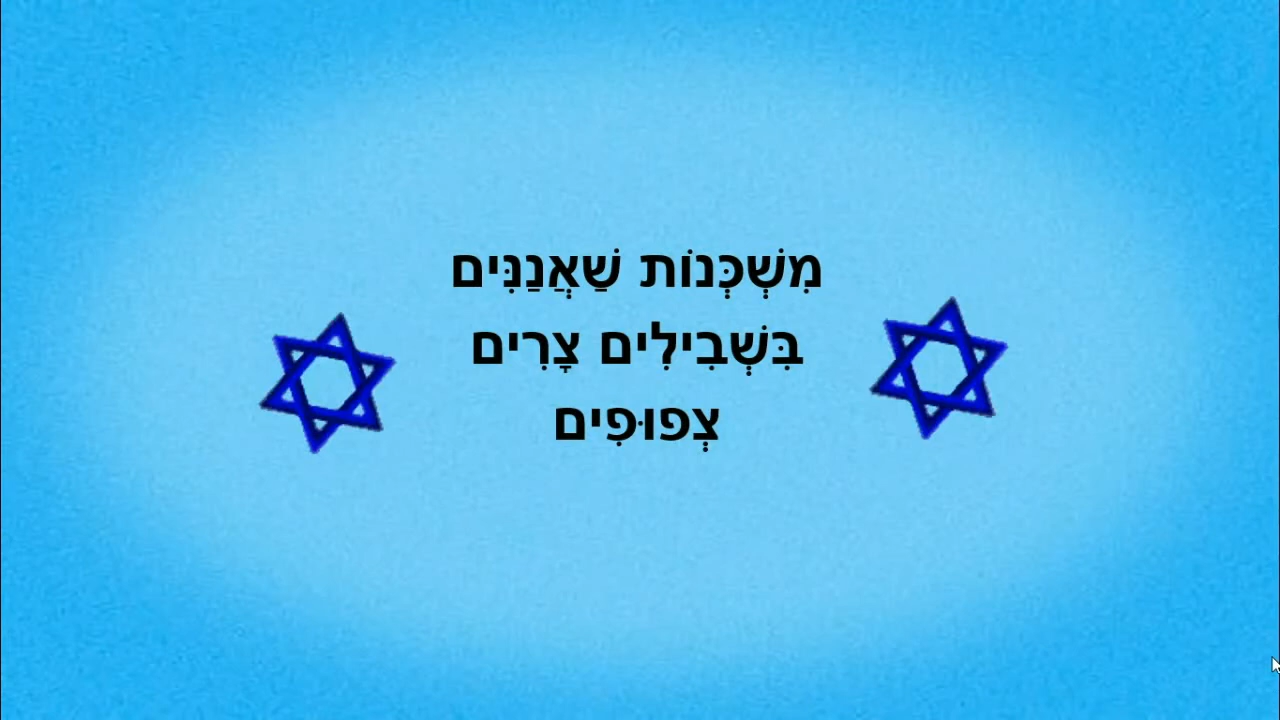 מִשְׁכְּנוֹת שַׁאֲנַנִּים
בִּשְׁבִילִים צָרִים
צְפוּפִים